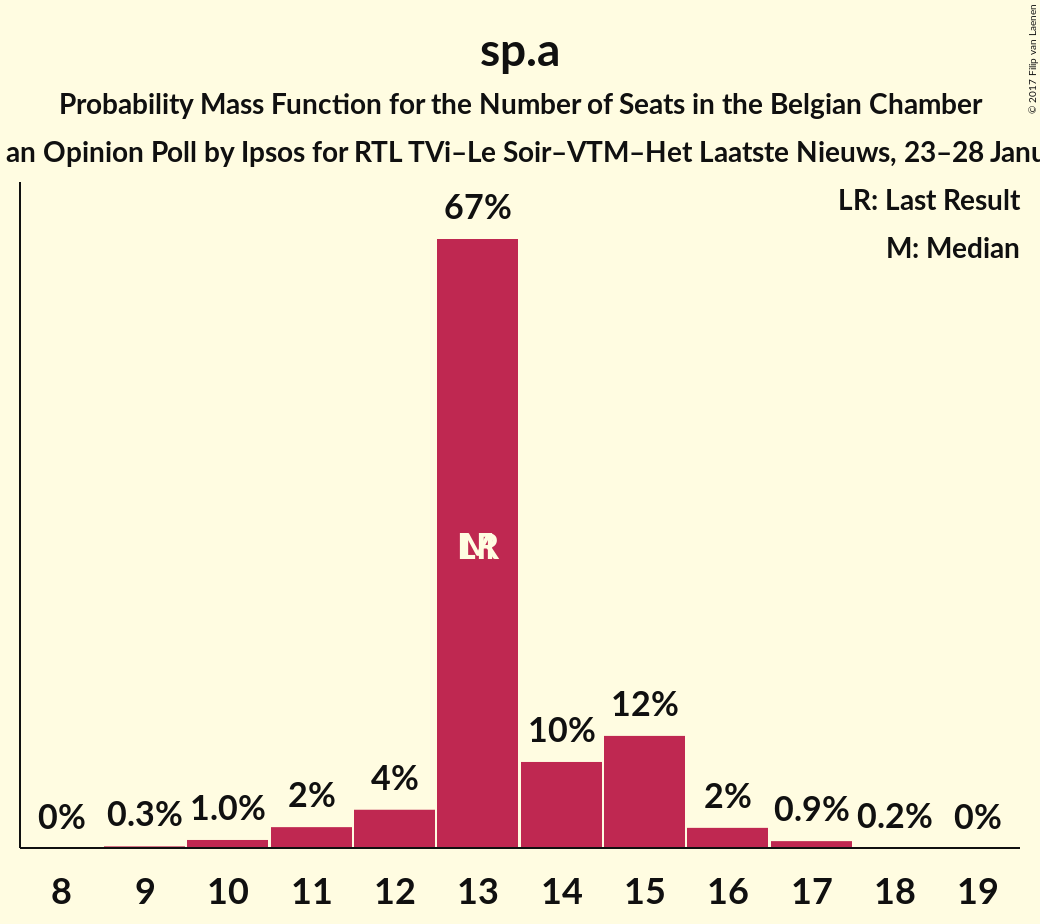 sp.a
Probability Mass Function for the Number of Seats in the Belgian Chamber
an Opinion Poll by Ipsos for RTL TVi–Le Soir–VTM–Het Laatste Nieuws, 23–28 Janu
© 2017 Filip van Laenen
LR: Last Result
M: Median
67%
LR
M
12%
10%
4%
2%
2%
1.0%
0.9%
0.3%
0.2%
0%
0%
8 9 10 11 12 13 14 15 16 17 18 19